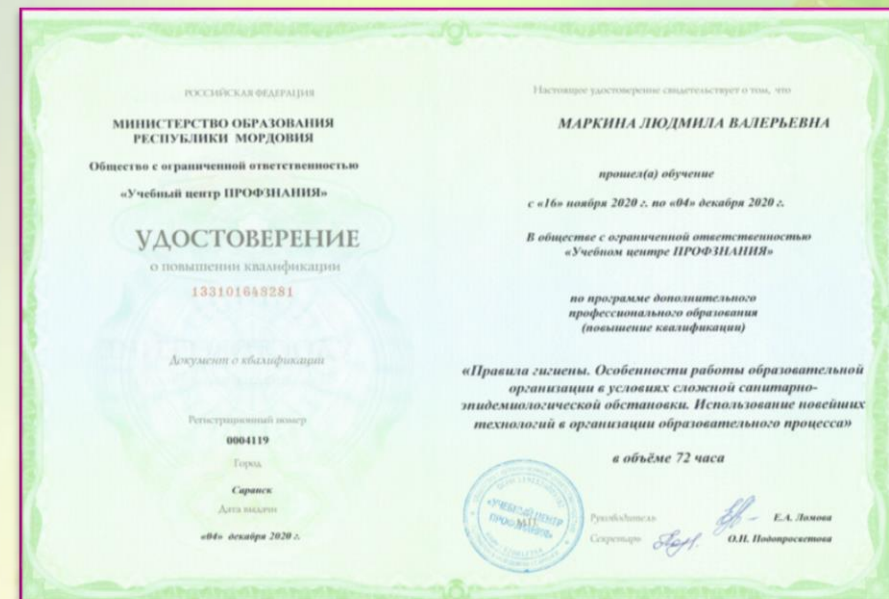 РОССИЙСКАЯ ФЕДЕРАЦИЯ
МИНИСТЕРСТВО ОБРАЗОВАНИЯ
РЕСПУБЛИКИ МОРДОВИЯ
Общество с ограниченной ответственностью
«Учебный центр ПРОФЗНАНИЯ»
УДОСТОВЕРЕНИЕ
о повышении квалификации
133101648281
Документ о квалификации
Регистрационный номер
0004119
Город
Саранск
Дата выдачи
«04» декабря 2020 г.
Настоящее удостоверение свидетельствует о том, что
МАРКИНА ЛЮДМИЛА ВАЛЕРЬЕВНА
прошел(а) обучение
с «16» ноября 2020 г. по «04» декабря 2020 г.
В обществе с ограниченной ответственностью
«Учебном центре ПРОФЗНАНИЯ»
по программе дополнительного
профессионального образования
(повышение квалификации)
«Правила гигиены. Особенности работы образовательной
организации в условиях сложной санитарно-
эпидемиологической обстановки. Использование новейших
технологий в организации образовательного процесса»
в объёме 72 часа
«УЧЕБНЫЙ ЦЕНТР
ПРОФЗНАНИЯ»
М.П.
Руководитель Е.А. Ломова
Секретарь О.Н. Подопросветова